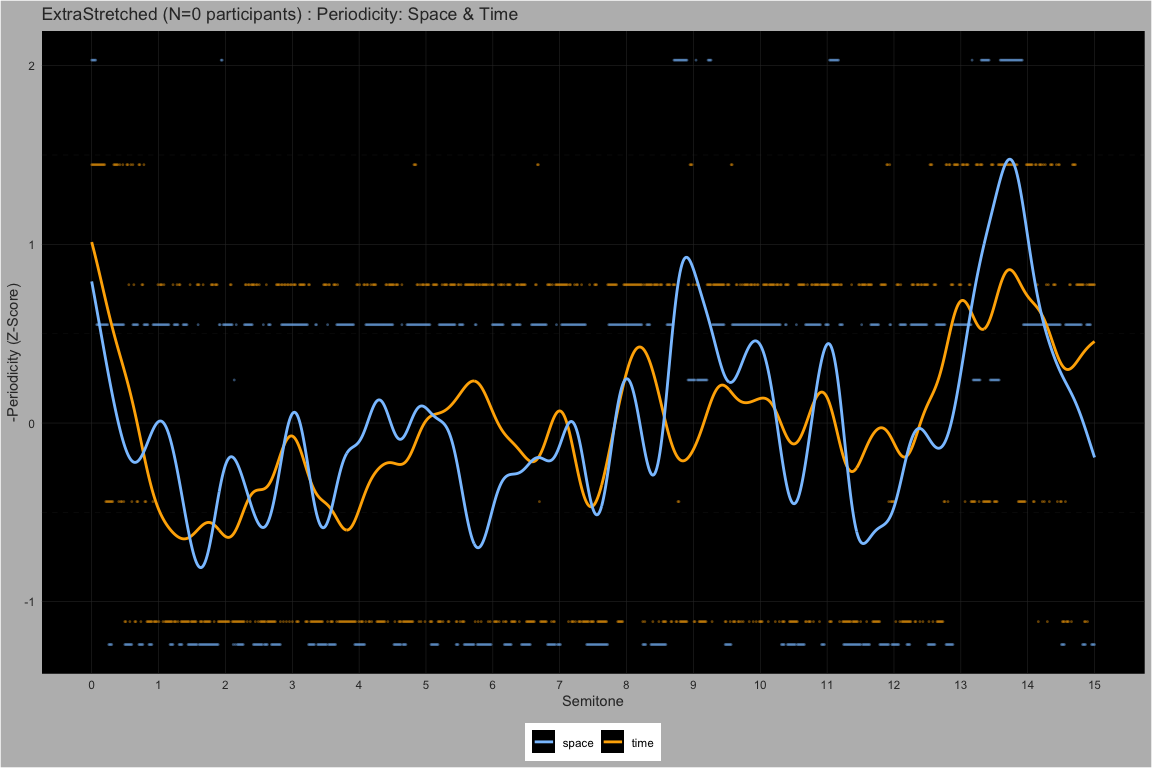 ExtraStretched (N=0 participants) : Periodicity: Space & Time
-Periodicity (Z-Score)
2
1
0
-1
0 1 2 3 4 5 6 7 8 9 10 11 12 13 14 15
Semitone
space time